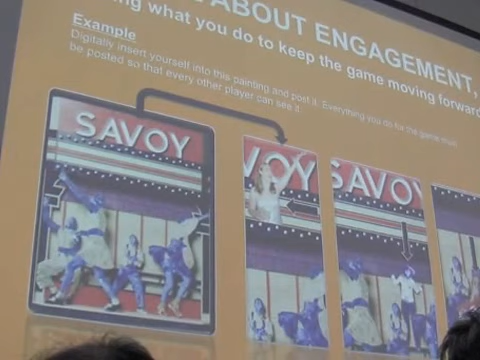 ABOUT ENGAGEMENT,
ing what you do to keep the game moving forward
Example
Digitally insert yourself into this painting and post it. Everything you do for the game must
be posted so that every other player can see it.
SAVOY
VOY
SAVOY